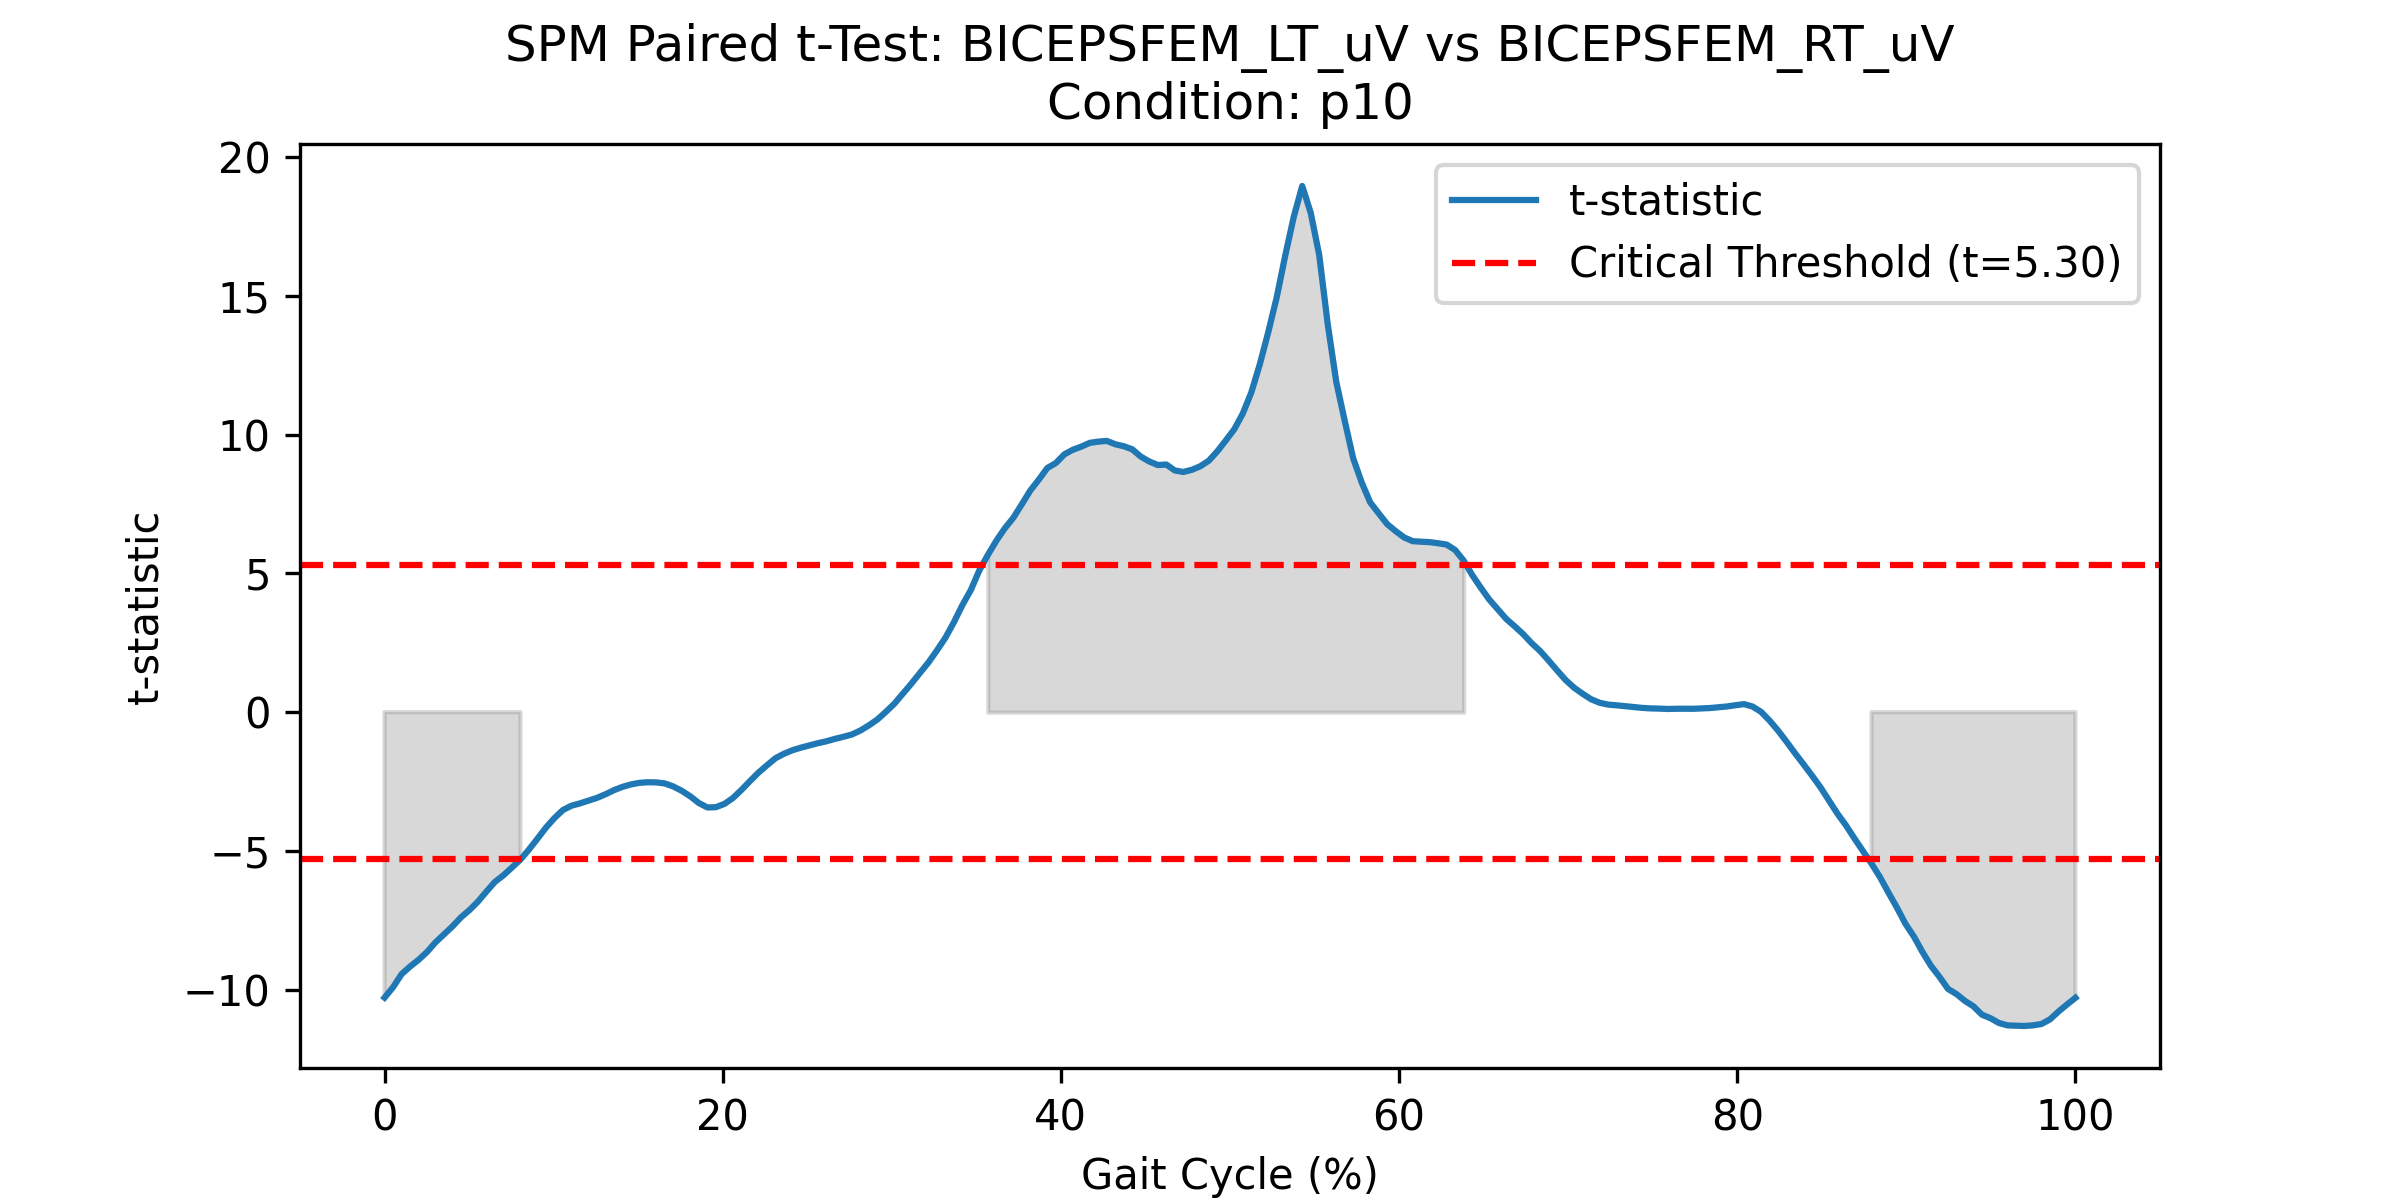 SPM Paired t-Test: BICEPSFEM_LT_uV vs BICEPSFEM_RT_uV
Condition: p10
t-statistic
Critical Threshold (t=5.30)
20
15
10
5
0
−5
−10
t-statistic
0 20 40 60 80 100
Gait Cycle (%)